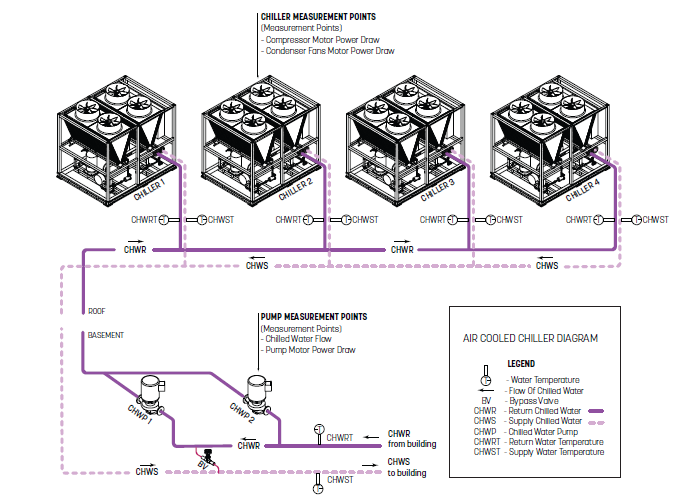 CHILLER MEASUREMENT POINTS
(Measurement Points)
- Compressor Motor Power Draw
- Condenser Fans Motor Power Draw
CHILLER 1
CHILLER 2
CHILLER 3
CHILLER 4
CHWRT T T CHWST
CHWRT T T CHWST
CHWRT T T CHWST
CHWRT T T CHWST
CHWR
CHWR
CHWS
CHWS
ROOF
BASEMENT
PUMP MEASUREMENT POINTS
(Measurement Points)
- Chilled Water Flow
- Pump Motor Power Draw
CHWP 1
CHWP 2
T CHWRT
CHWR
from building
CHWR
BV
CHWS
CHWS
to building
T CHWST
AIR COOLED CHILLER DIAGRAM
LEGEND
T - Water Temperature
- Flow Of Chilled Water
BV - Bypass Valve
CHWR - Return Chilled Water
CHWS - Supply Chilled Water
CHWP - Chilled Water Pump
CHWRT - Return Water Temperature
CHWST - Supply Water Temperature